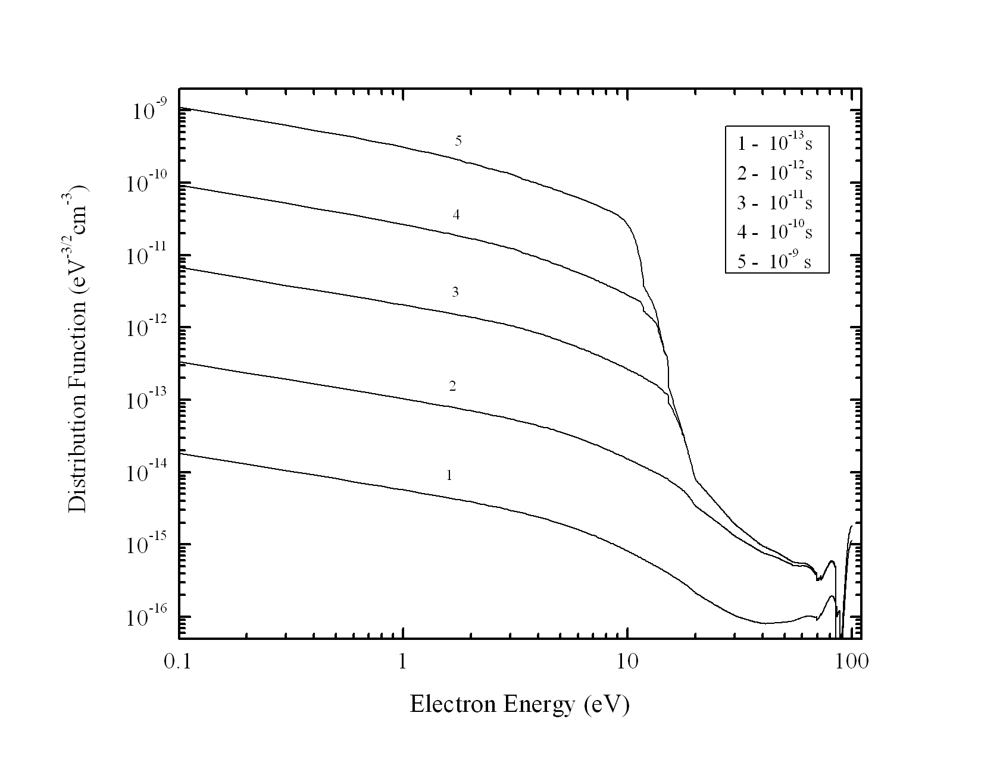 10⁻⁹
10⁻¹⁰
10⁻¹¹
10⁻¹²
10⁻¹³
10⁻¹⁴
10⁻¹⁵
10⁻¹⁶
Distribution Function (eV⁻³ᐟ²cm⁻³)
5
4
3
2
1
1 - 10⁻¹³s
2 - 10⁻¹²s
3 - 10⁻¹¹s
4 - 10⁻¹⁰s
5 - 10⁻⁹ s
0.1 1 10 100
Electron Energy (eV)